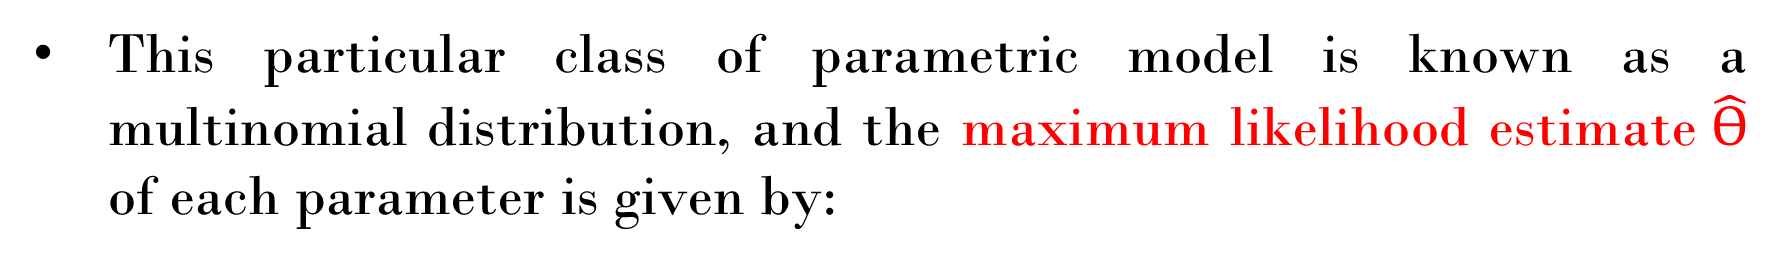 • This particular class of parametric model is known as a
multinomial distribution, and the maximum likelihood estimate θ̂
of each parameter is given by: